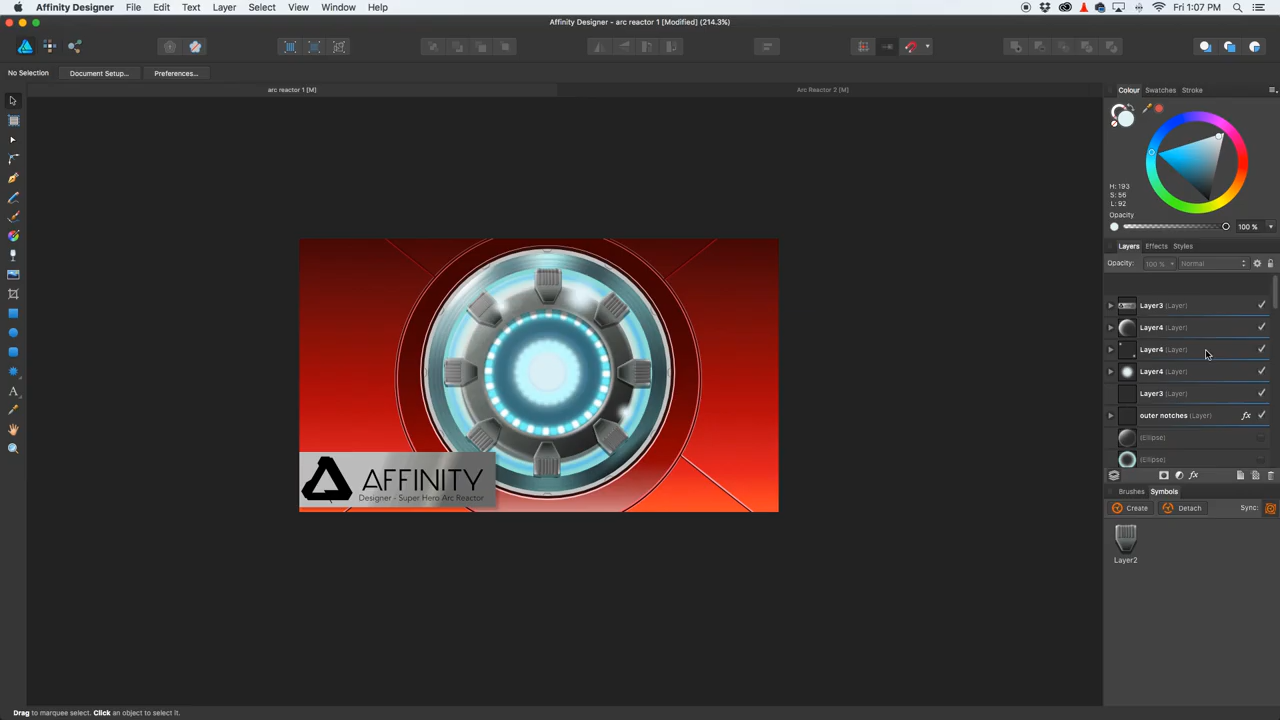 Affinity Designer File Edit Text Layer Select View Window Help Fri 1:07 PM
Affinity Designer - arc reactor 1 [Modified] (214.3%)
No Selection Document Setup... Preferences...
arc reactor 1 [M] Arc Reactor 2 [M]
Colour Swatches Stroke
H: 193
S: 56
L: 92
Opacity
100 %
Layers Effects Styles
Opacity: 100 % Normal
Layer3 (Layer)
Layer4 (Layer)
Layer4 (Layer)
Layer4 (Layer)
Layer3 (Layer)
outer notches (Layer) fx
(Ellipse)
(Ellipse)
fx
Brushes Symbols
Create Detach Sync:
Layer2
AFFINITY
Designer - Super Hero Arc Reactor
Drag to marquee select. Click an object to select it.